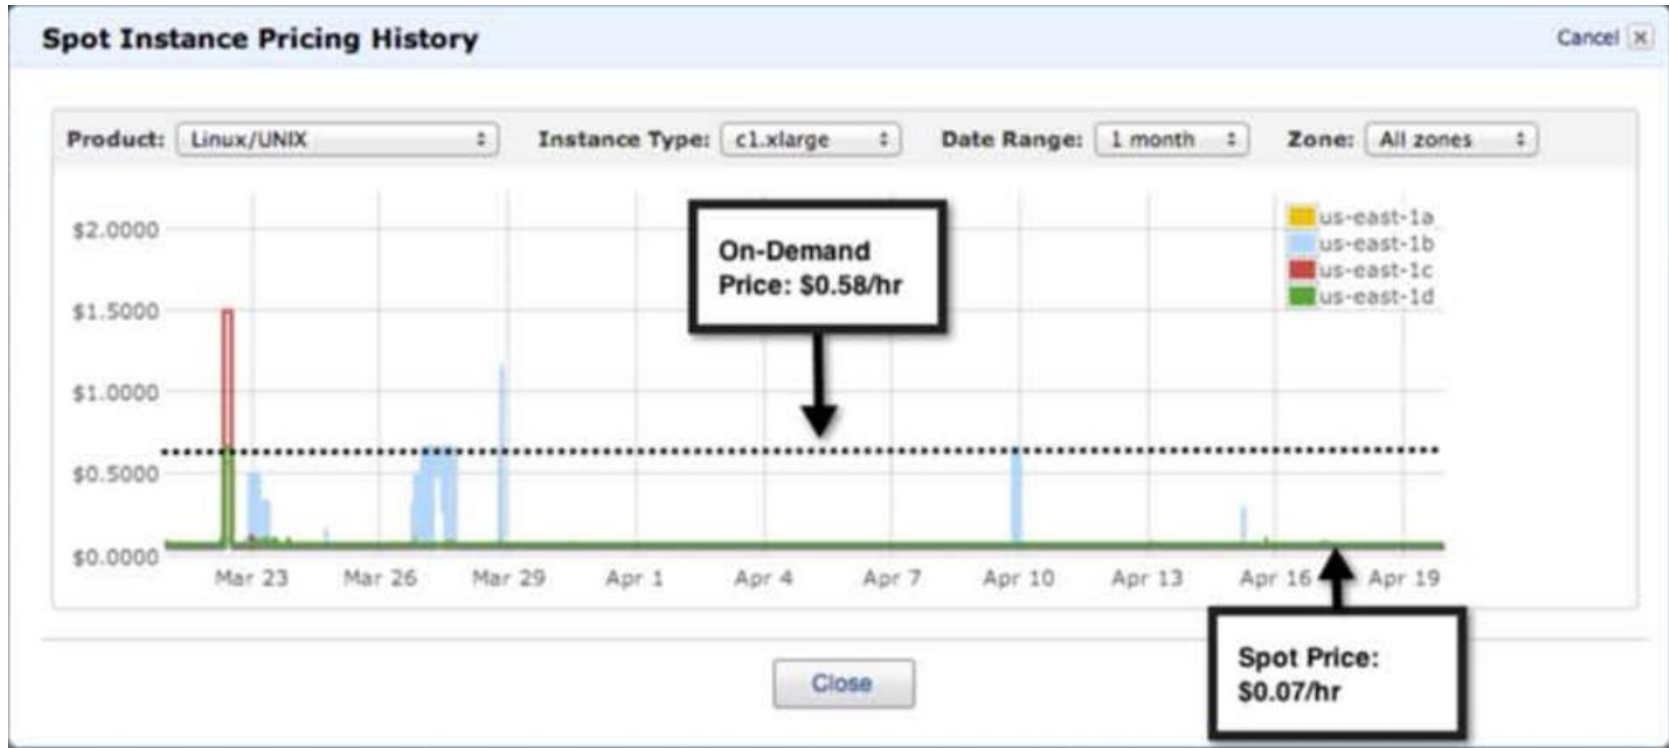 Spot Instance Pricing History
Cancel
Product: Linux/UNIX Instance Type: c1.xlarge Date Range: 1 month Zone: All zones
$2.0000
$1.5000
$1.0000
$0.5000
$0.0000
On-Demand
Price: $0.58/hr
us-east-1a
us-east-1b
us-east-1c
us-east-1d
Mar 23 Mar 26 Mar 29 Apr 1 Apr 4 Apr 7 Apr 10 Apr 13 Apr 16 Apr 19
Spot Price:
$0.07/hr
Close